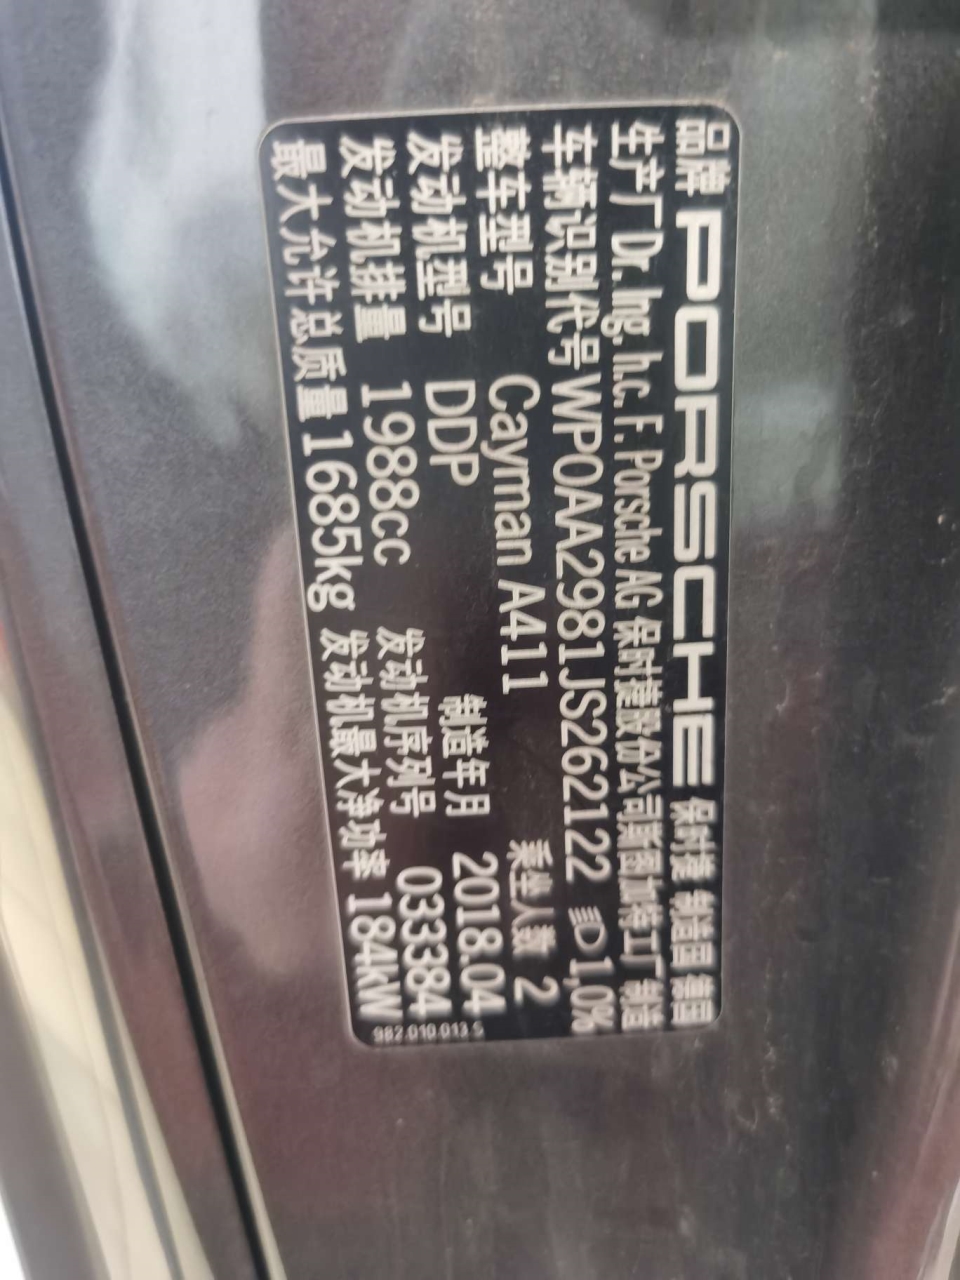 品牌 PORSCHE 保时捷 制造国 德国
生产厂 Dr. Ing. h.c. F. Porsche AG 保时捷股份公司斯图加特工厂制造
车辆识别代号 WP0AA2981JS262122 1,0%
整车型号 Cayman A411 乘坐人数 2
发动机型号 DDP 制造年月 2018.04
发动机排量 1988cc 发动机序列号 033384
最大允许总质量 1685kg 发动机最大净功率 184kW
982.010.013.S